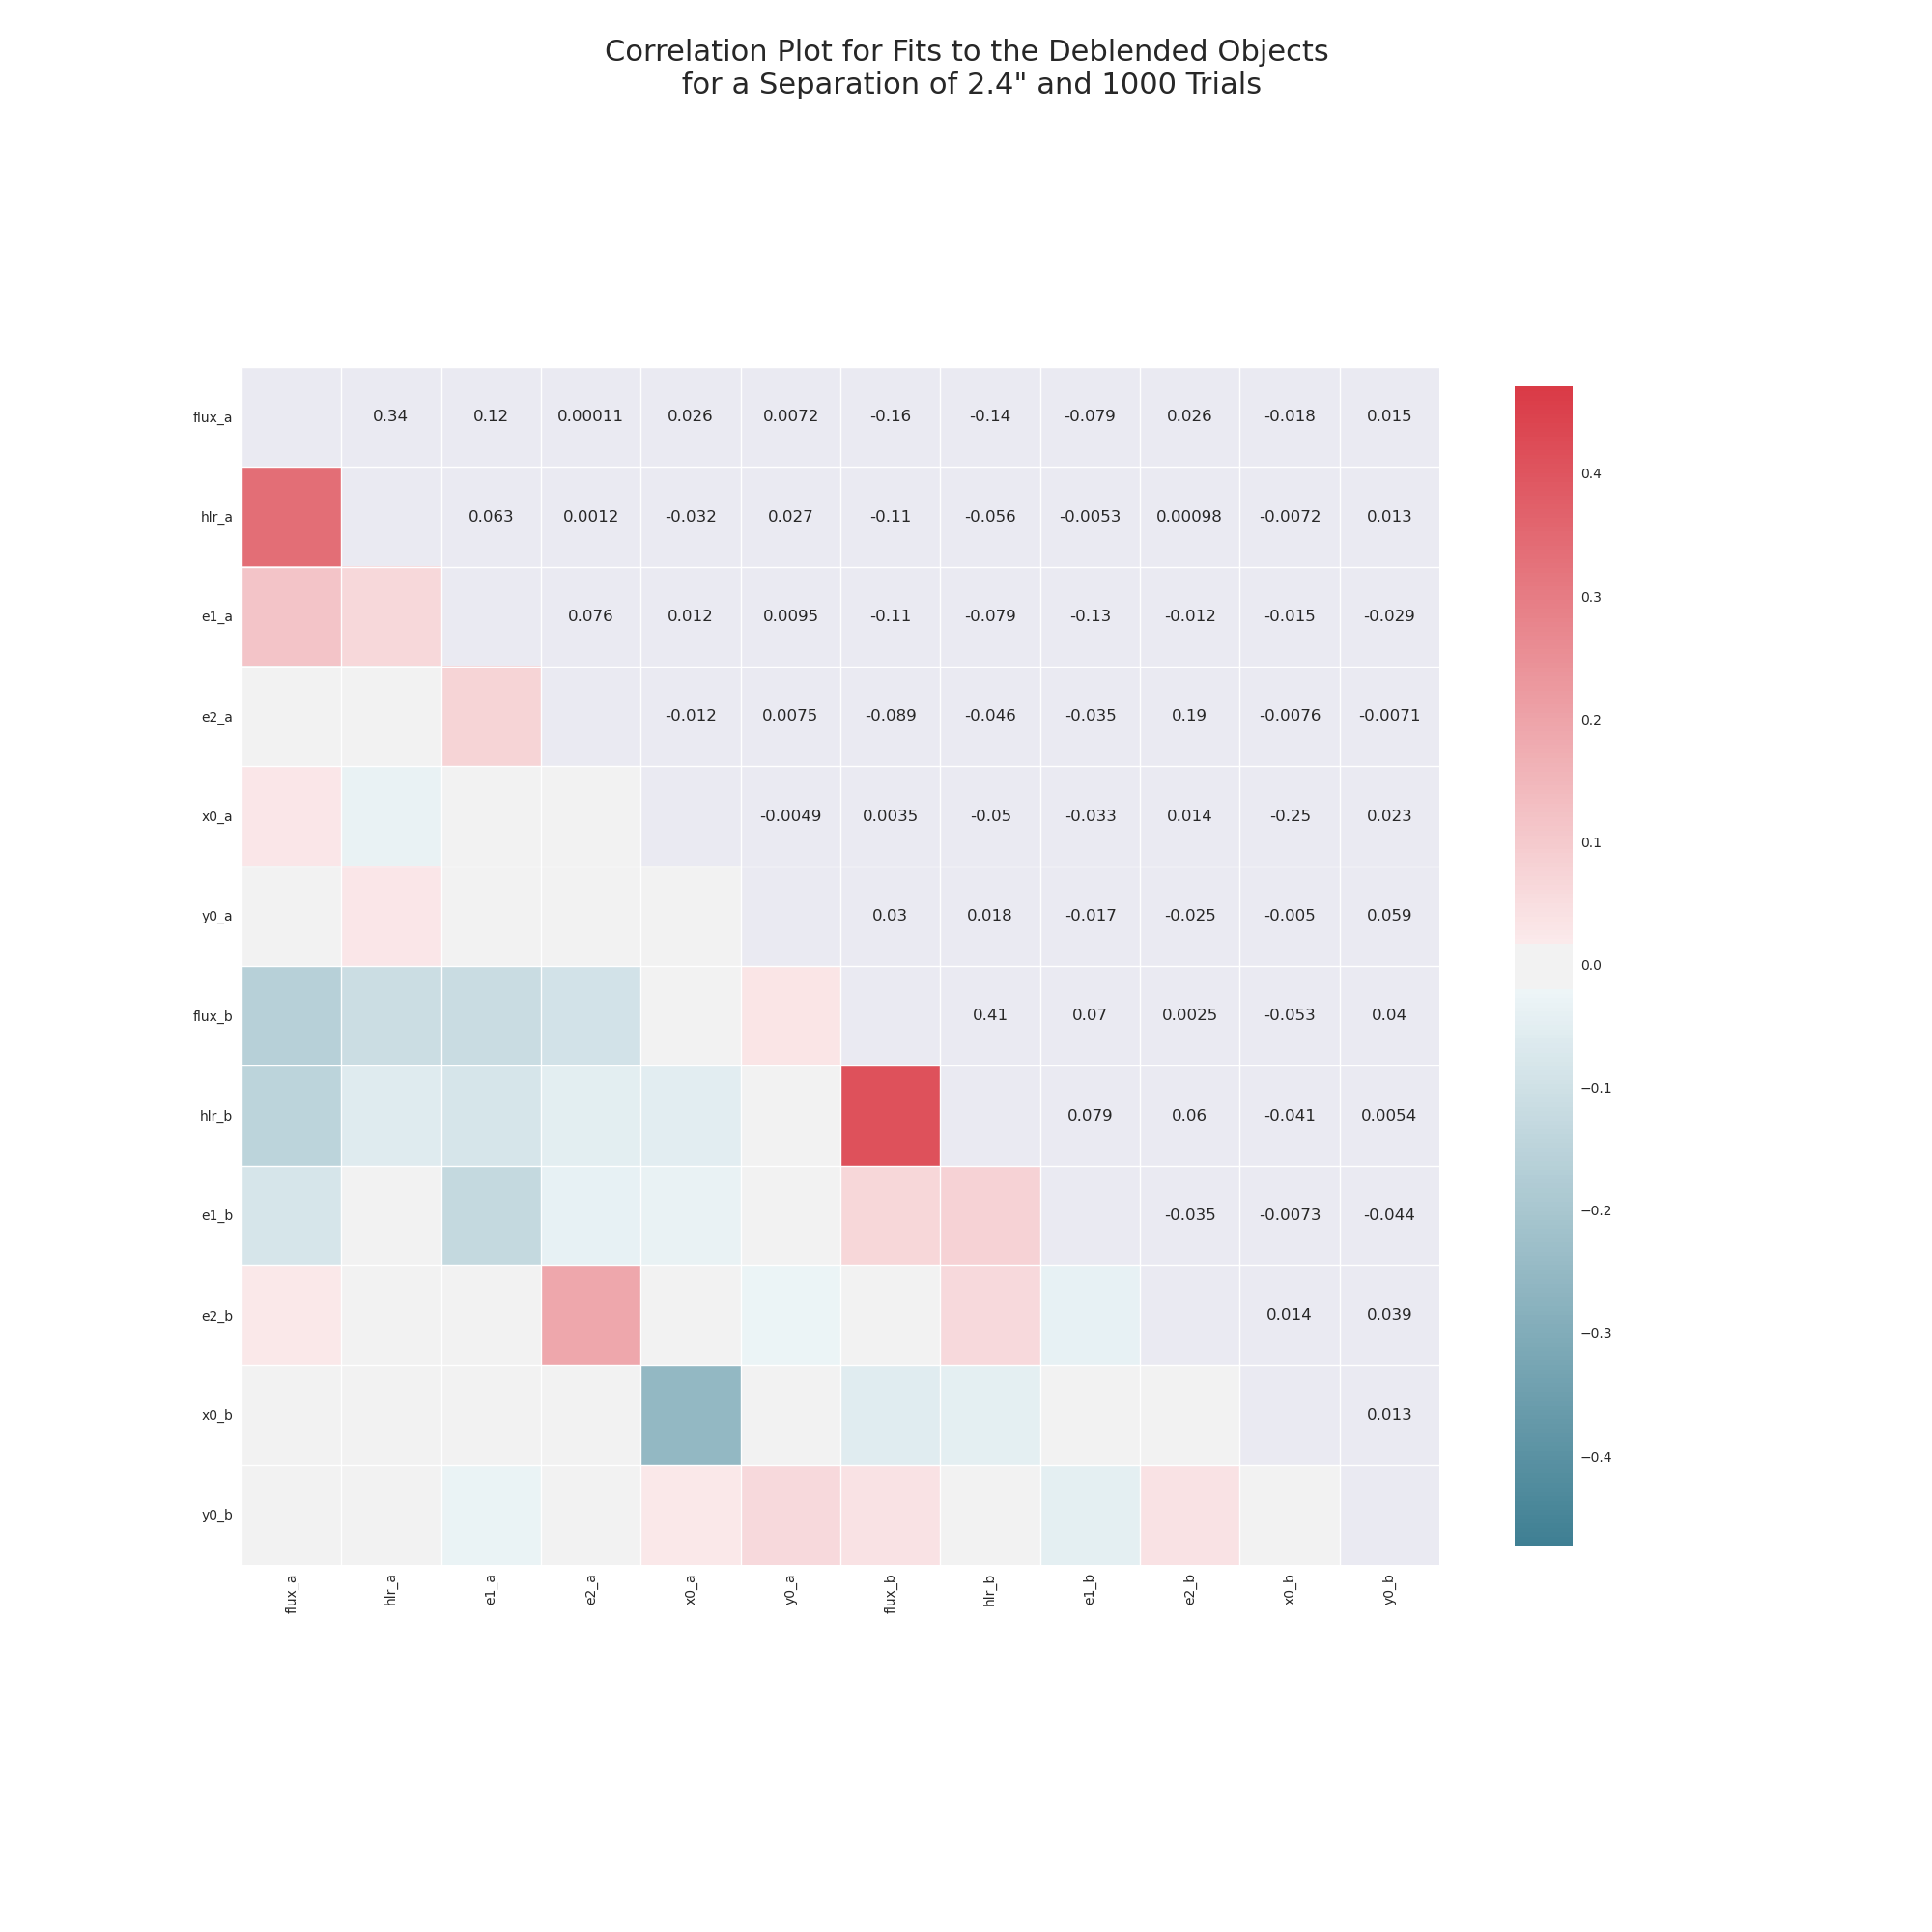 Correlation Plot for Fits to the Deblended Objects
for a Separation of 2.4" and 1000 Trials
flux_a 0.34 0.12 0.00011 0.026 0.0072 -0.16 -0.14 -0.079 0.026 -0.018 0.015
hlr_a 0.063 0.0012 -0.032 0.027 -0.11 -0.056 -0.0053 0.00098 -0.0072 0.013
e1_a 0.076 0.012 0.0095 -0.11 -0.079 -0.13 -0.012 -0.015 -0.029
e2_a -0.012 0.0075 -0.089 -0.046 -0.035 0.19 -0.0076 -0.0071
x0_a -0.0049 0.0035 -0.05 -0.033 0.014 -0.25 0.023
y0_a 0.03 0.018 -0.017 -0.025 -0.005 0.059
flux_b 0.41 0.07 0.0025 -0.053 0.04
hlr_b 0.079 0.06 -0.041 0.0054
e1_b -0.035 -0.0073 -0.044
e2_b 0.014 0.039
x0_b 0.013
y0_b
flux_a hlr_a e1_a e2_a x0_a y0_a flux_b hlr_b e1_b e2_b x0_b y0_b
0.4
0.3
0.2
0.1
0.0
−0.1
−0.2
−0.3
−0.4